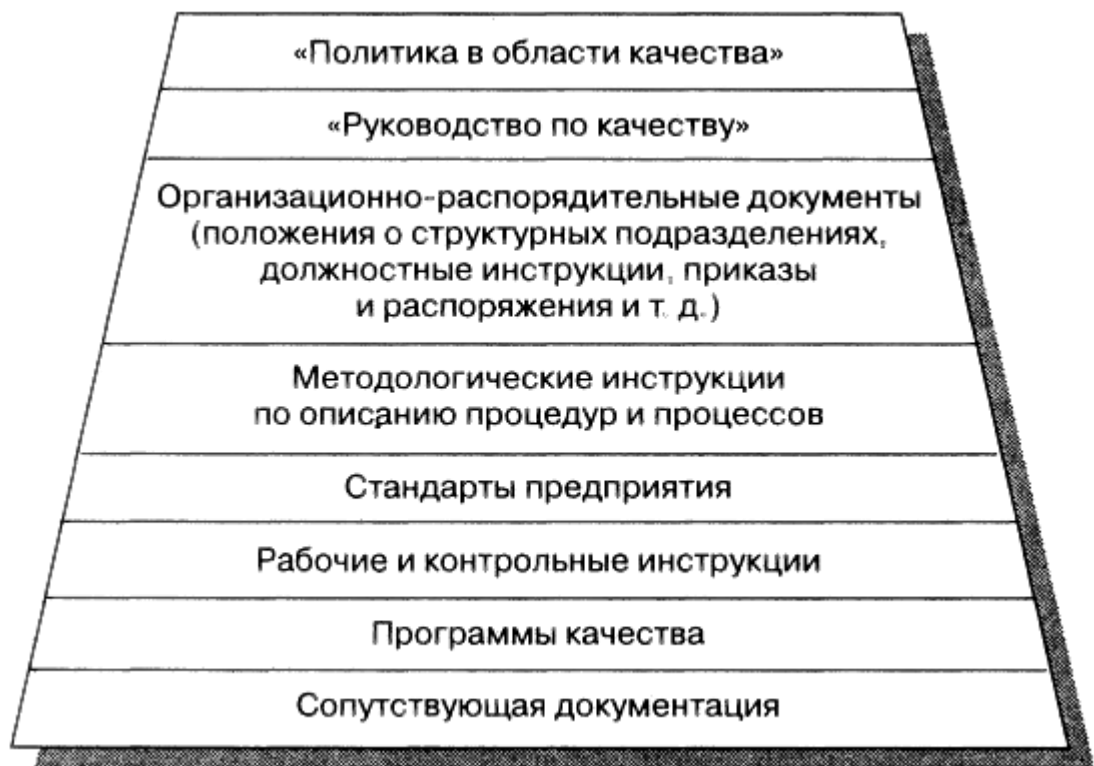 «Политика в области качества»
«Руководство по качеству»
Организационно-распорядительные документы
(положения о структурных подразделениях,
должностные инструкции, приказы
и распоряжения и т. д.)
Методологические инструкции
по описанию процедур и процессов
Стандарты предприятия
Рабочие и контрольные инструкции
Программы качества
Сопутствующая документация